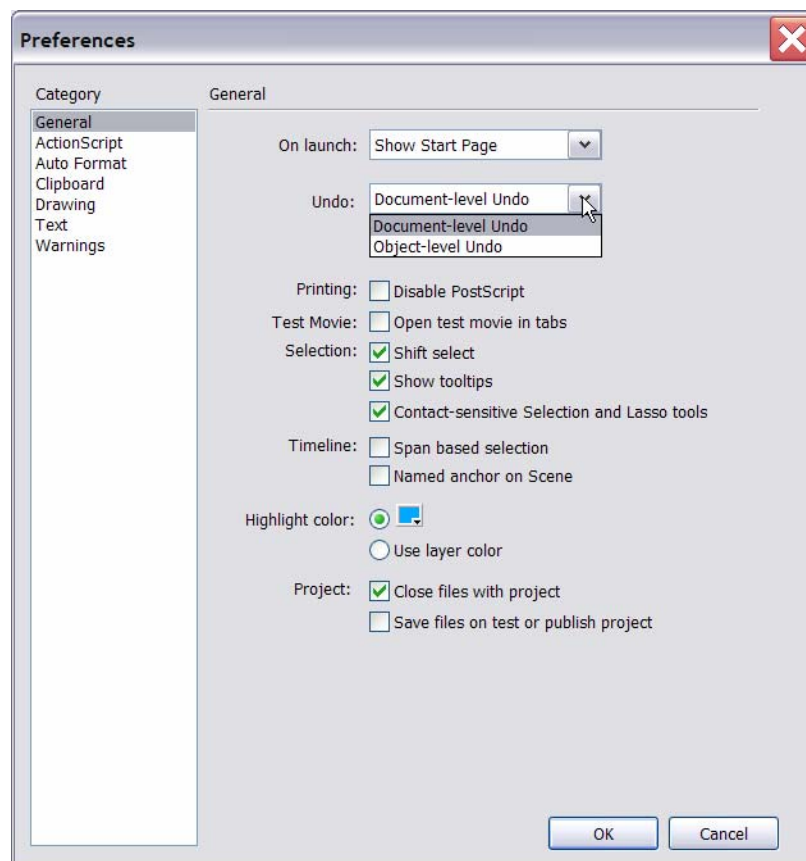 Preferences
Category
General
ActionScript
Auto Format
Clipboard
Drawing
Text
Warnings
General
On launch: Show Start Page
Undo: Document-level Undo
Document-level Undo
Object-level Undo
Printing: Disable PostScript
Test Movie: Open test movie in tabs
Selection: Shift select
Show tooltips
Contact-sensitive Selection and Lasso tools
Timeline: Span based selection
Named anchor on Scene
Highlight color:
Use layer color
Project: Close files with project
Save files on test or publish project
OK Cancel